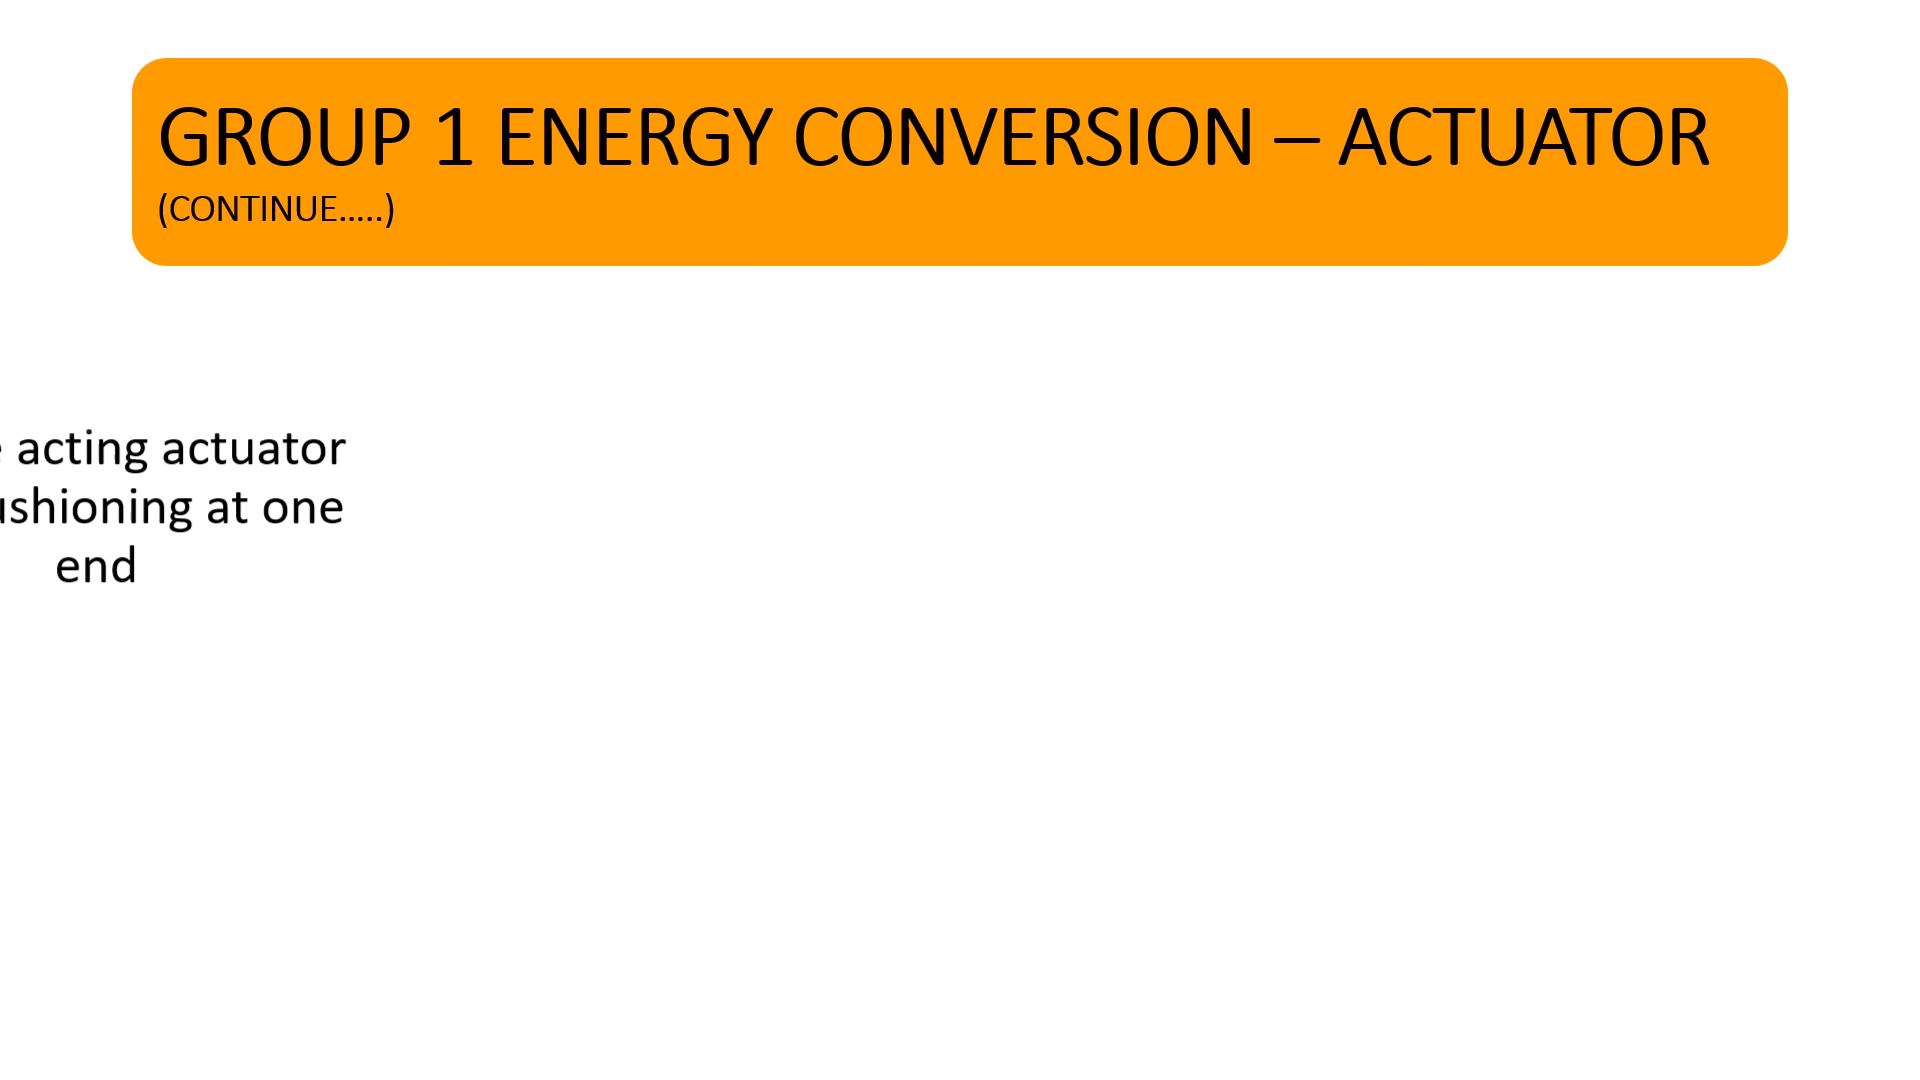 GROUP 1 ENERGY CONVERSION – ACTUATOR
(CONTINUE.....)
acting actuator
at one
end